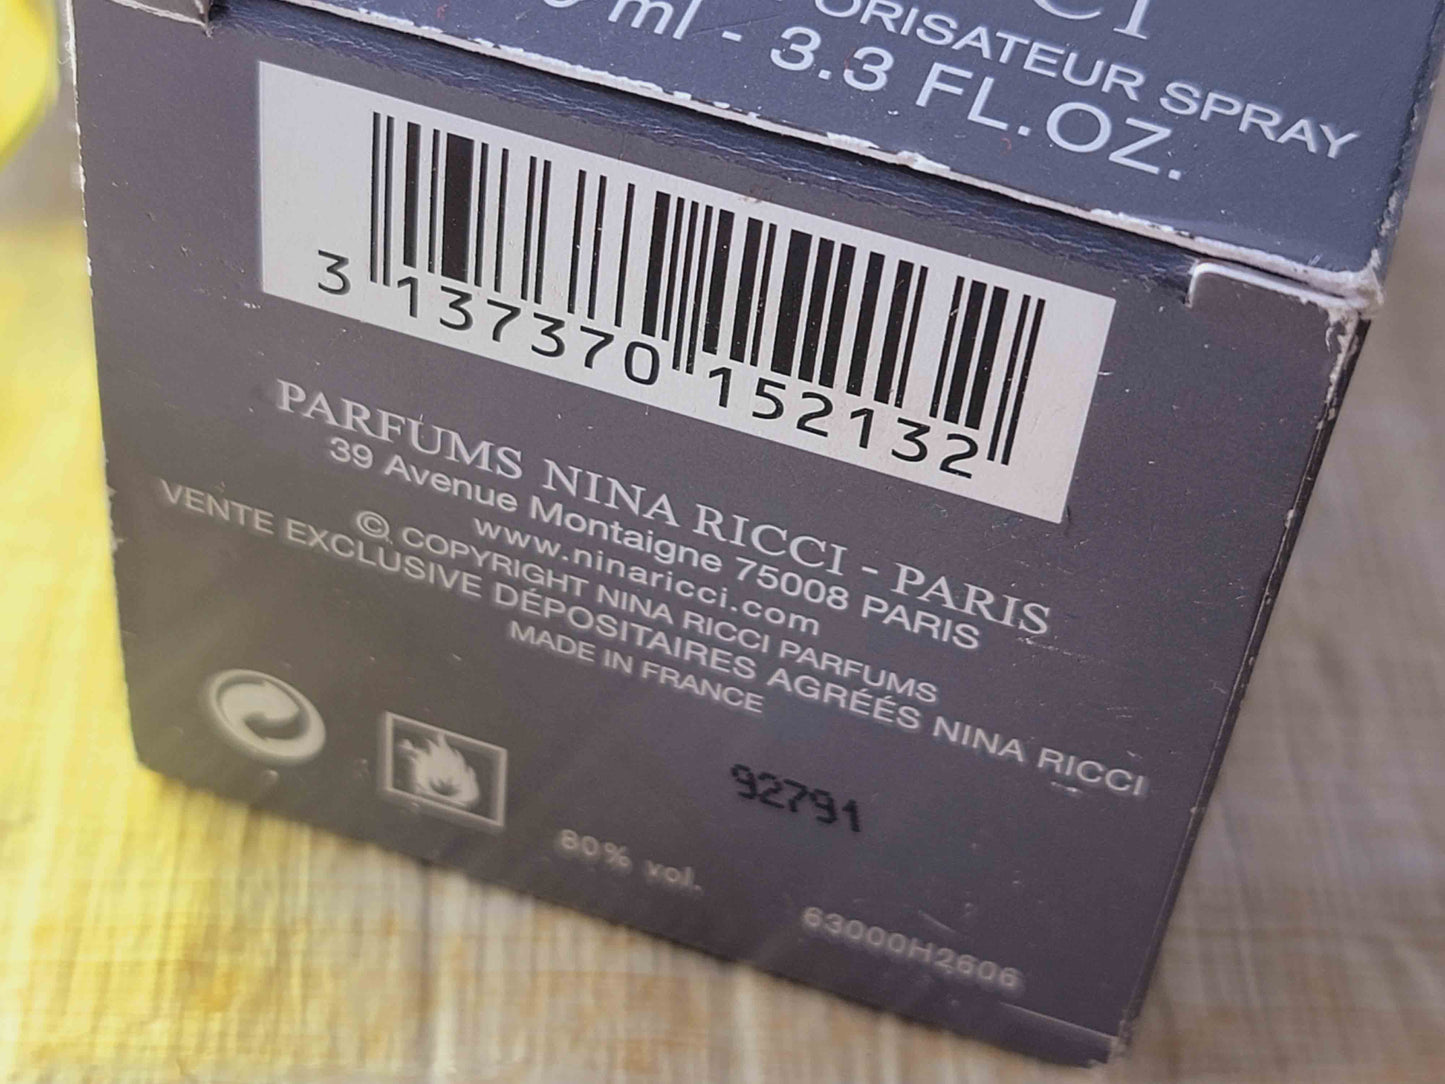 ml - 3.3 FL.OZ.
SPRAY
3 137370 152132
PARFUMS NINA RICCI - PARIS
39 Avenue Montaigne 75008 PARIS
www.ninaricci.com
© COPYRIGHT NINA RICCI PARFUMS
VENTE EXCLUSIVE DÉPOSITAIRES AGRÉÉS NINA RICCI
MADE IN FRANCE
92791
80% vol.
63000H2606